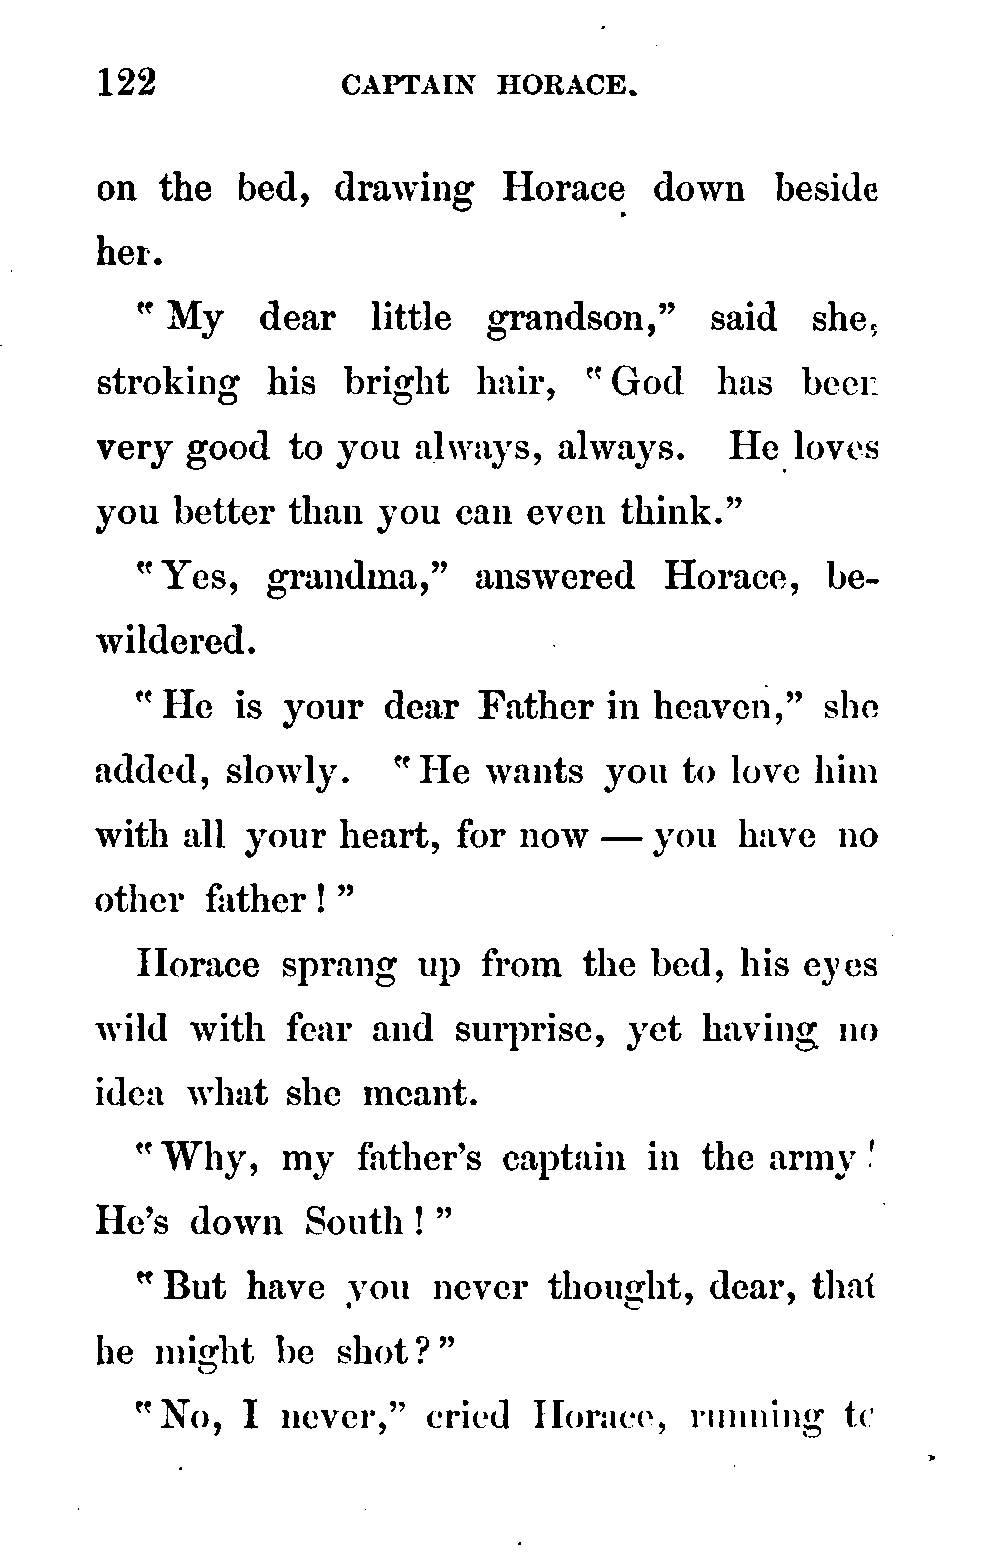 122 CAPTAIN HORACE.
on the bed, drawing Horace down beside
her.
" My dear little grandson," said she,
stroking his bright hair, "God has been
very good to you always, always. He loves
you better than you can even think."
"Yes, grandma," answered Horace, be-
wildered.
"He is your dear Father in heaven," she
added, slowly. "He wants you to love him
with all your heart, for now — you have no
other father ! "
Horace sprang up from the bed, his eyes
wild with fear and surprise, yet having no
idea what she meant.
"Why, my father's captain in the army !
He's down South ! "
"But have you never thought, dear, that
he might be shot? "
"No, I never," cried Horace, running to